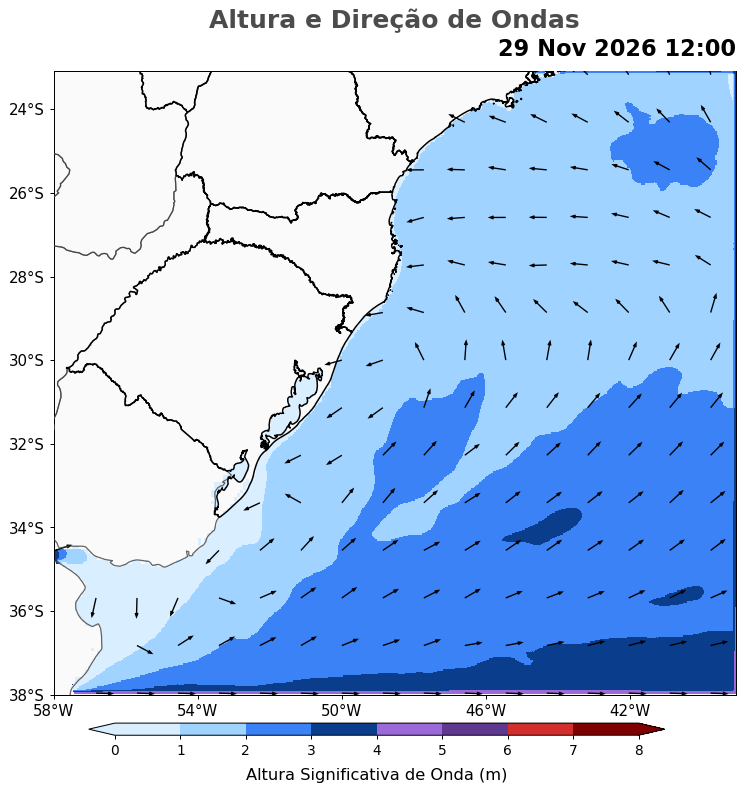 Altura e Direção de Ondas
29 Nov 2026 12:00
24°S
26°S
28°S
30°S
32°S
34°S
36°S
38°S
58°W 54°W 50°W 46°W 42°W
0 1 2 3 4 5 6 7 8
Altura Significativa de Onda (m)